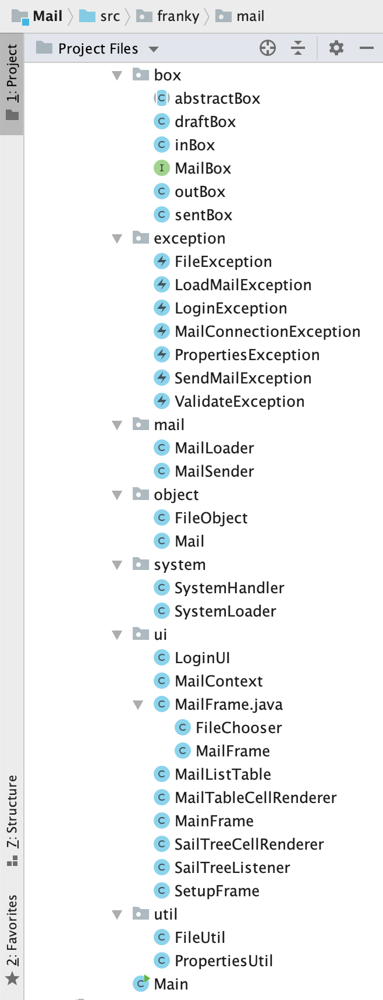 Mail src franky mail
Project Files
1: Project
box
abstractBox
draftBox
inBox
MailBox
outBox
sentBox
exception
FileException
LoadMailException
LoginException
MailConnectionException
PropertiesException
SendMailException
ValidateException
mail
MailLoader
MailSender
object
FileObject
Mail
system
SystemHandler
SystemLoader
ui
LoginUI
MailContext
MailFrame.java
FileChooser
MailFrame
MailListTable
MailTableCellRenderer
MainFrame
SailTreeCellRenderer
SailTreeListener
SetupFrame
util
FileUtil
PropertiesUtil
Main
7: Structure
2: Favorites